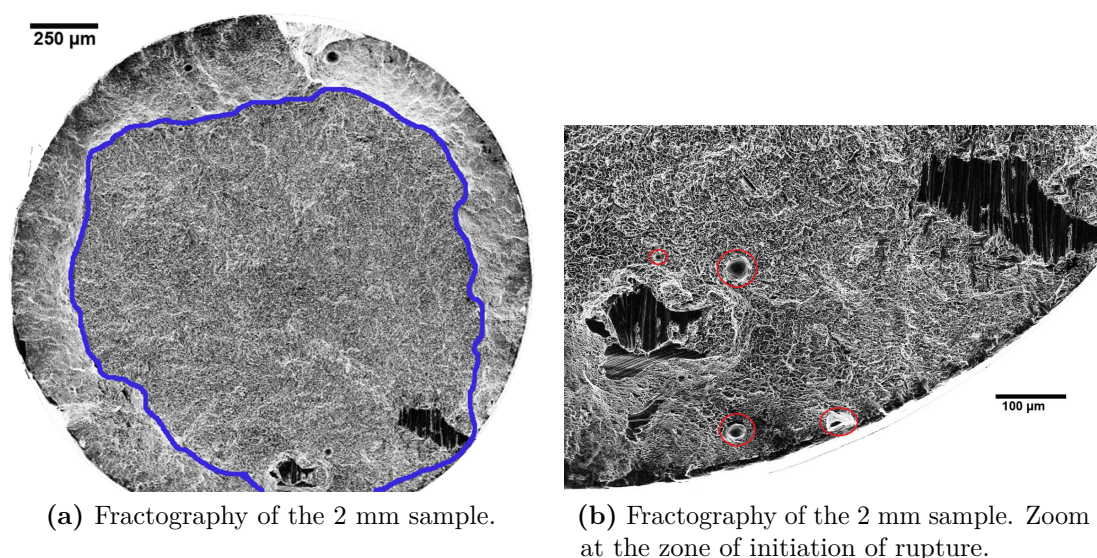 250 µm
100 µm
(a) Fractography of the 2 mm sample.
(b) Fractography of the 2 mm sample. Zoom
at the zone of initiation of rupture.